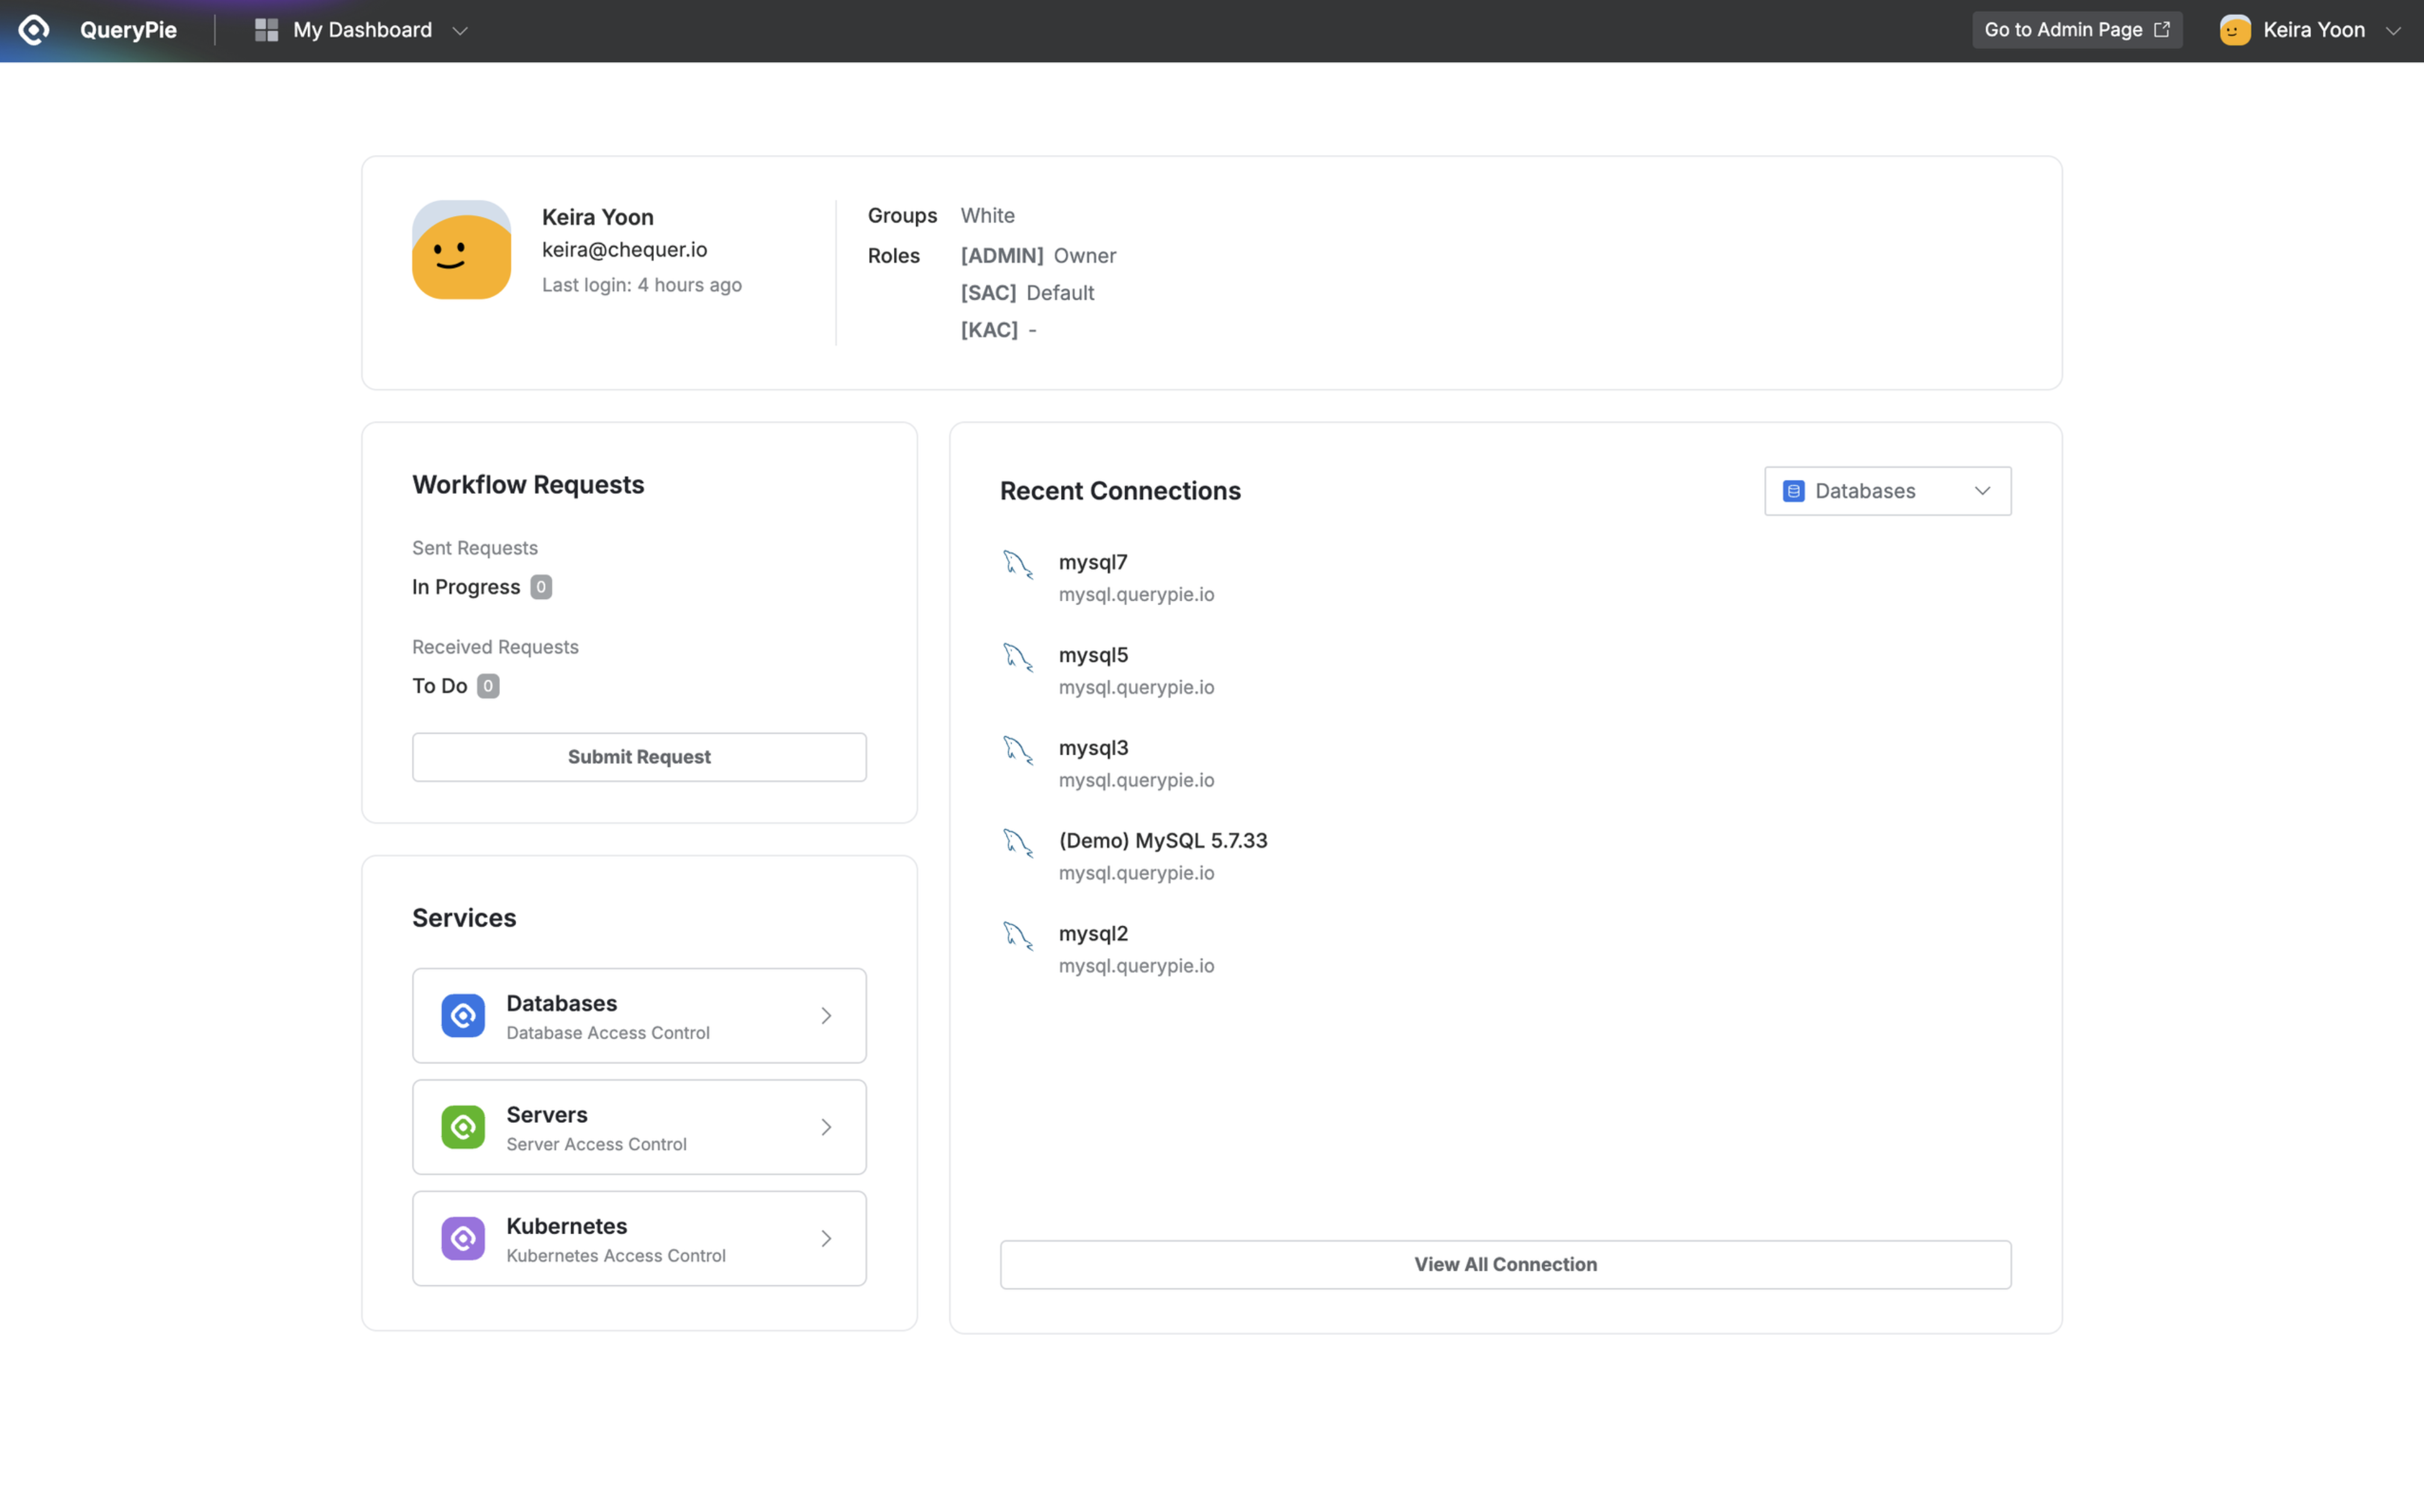 QueryPie
My Dashboard
Go to Admin Page
Keira Yoon
Keira Yoon
keira@chequer.io
Last login: 4 hours ago
Groups White
Roles [ADMIN] Owner
[SAC] Default
[KAC] -
Workflow Requests
Sent Requests
In Progress 0
Received Requests
To Do 0
Submit Request
Services
Databases
Database Access Control
Servers
Server Access Control
Kubernetes
Kubernetes Access Control
Recent Connections
Databases
mysql7
mysql.querypie.io
mysql5
mysql.querypie.io
mysql3
mysql.querypie.io
(Demo) MySQL 5.7.33
mysql.querypie.io
mysql2
mysql.querypie.io
View All Connection